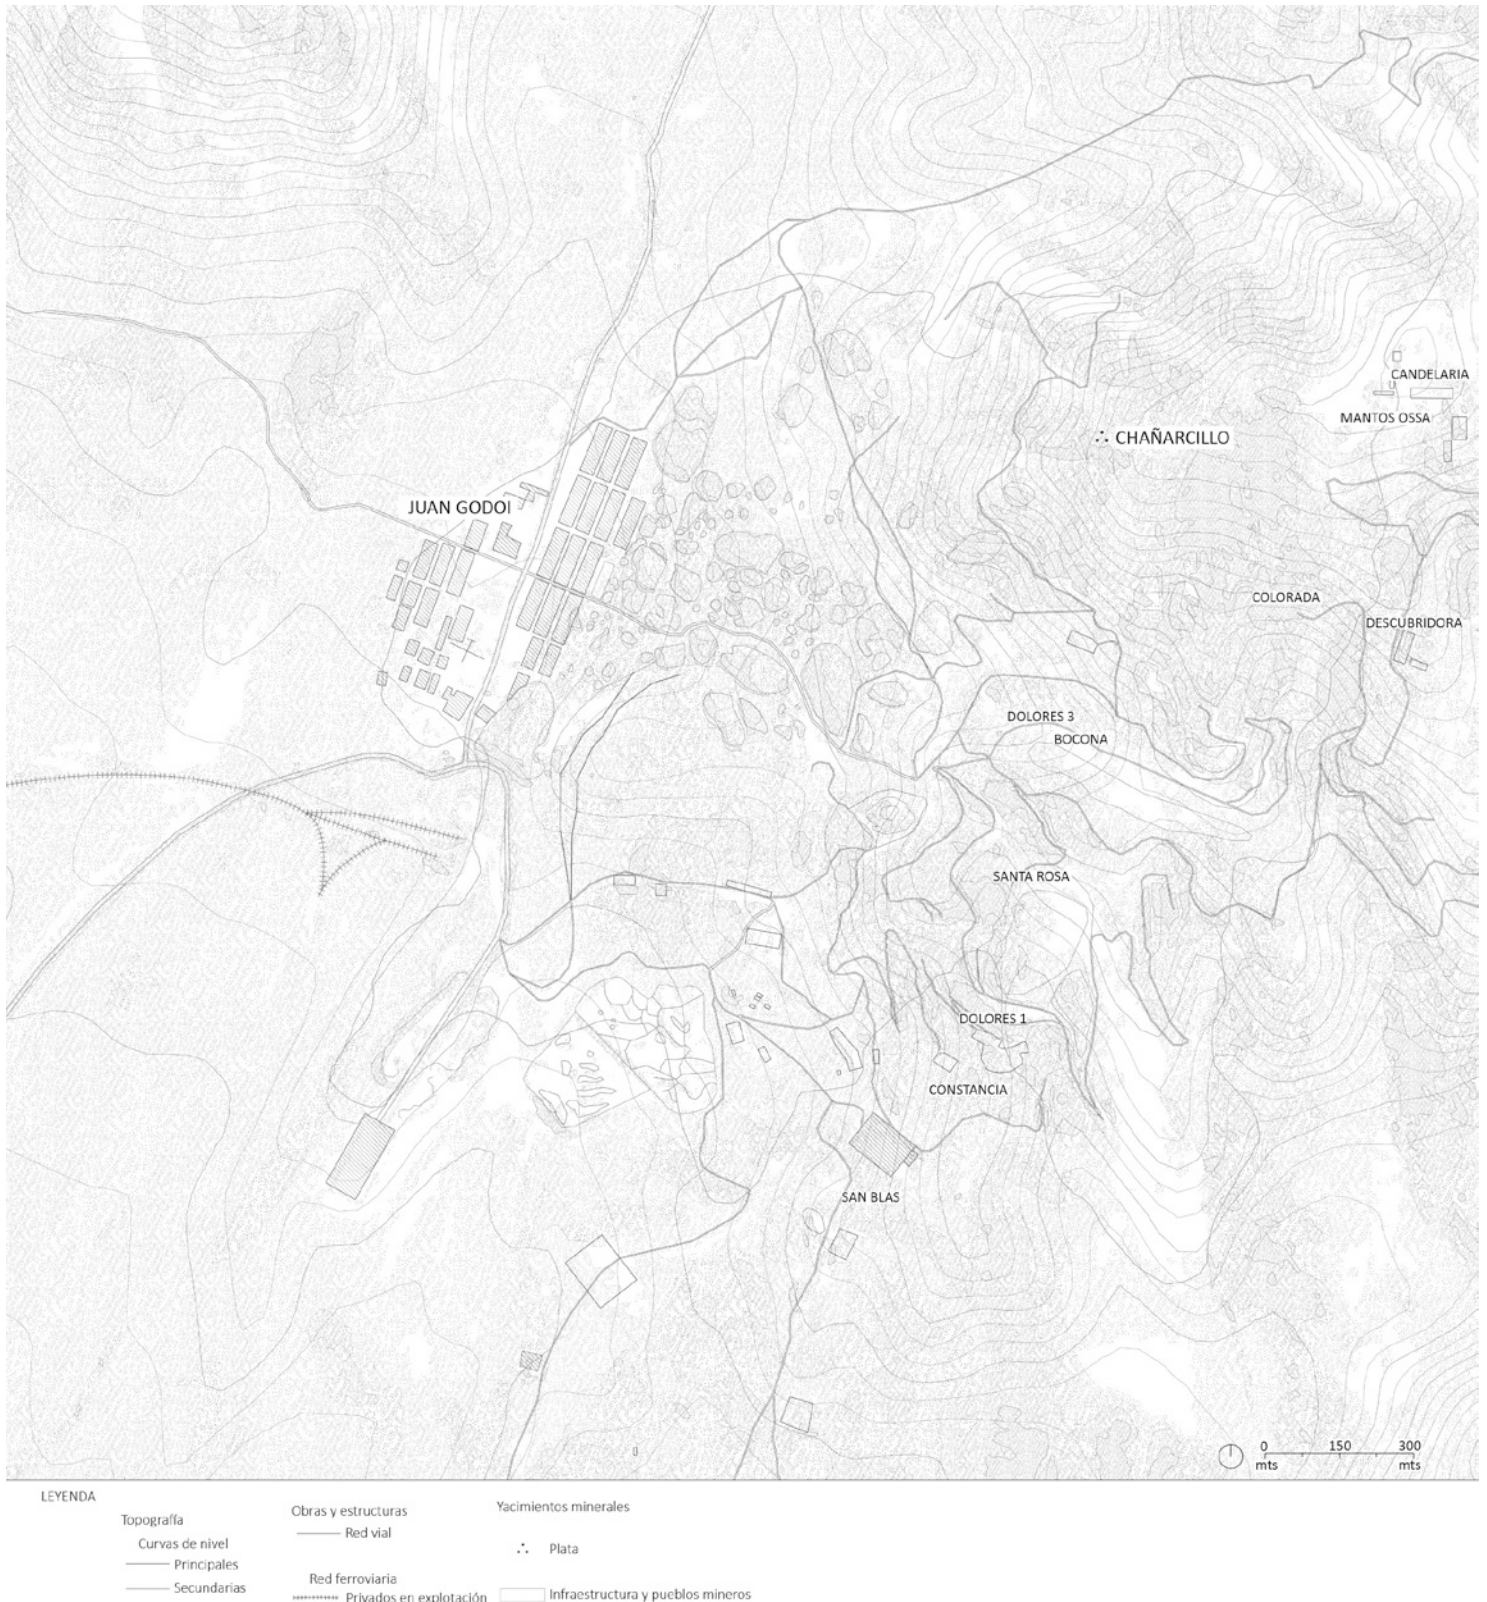 CANDELARIA
MANTOS OSSA
CHAÑARCILLO
JUAN GODOI
COLORADA
DESCUBRIDORA
DOLORES 3
BOCONA
SANTA ROSA
DOLORES 1
CONSTANCIA
SAN BLAS
0 150 300
mts mts
LEYENDA
Topografía
Curvas de nivel
Principales
Secundarias
Obras y estructuras
Red vial
Red ferroviaria
Privados en explotación
Yacimientos minerales
Plata
Infraestructura y pueblos mineros